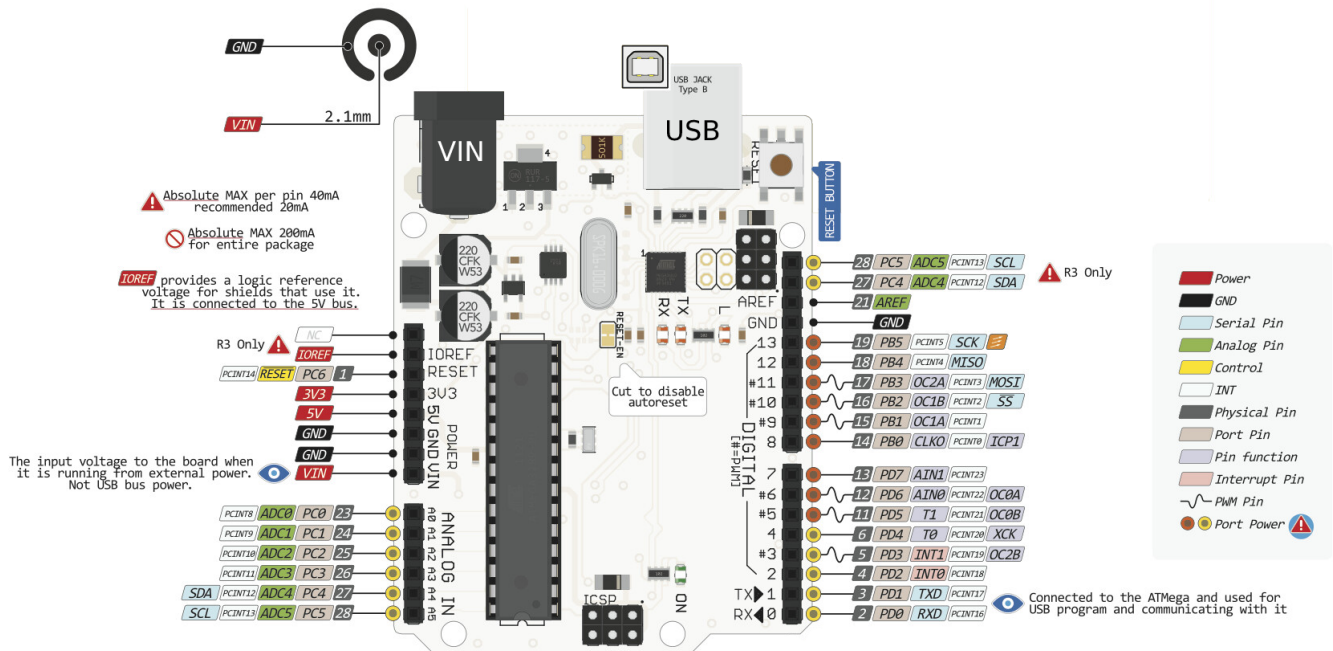 GND
VIN
2.1mm
Absolute MAX per pin 40mA
recommended 20mA
Absolute MAX 200mA
for entire package
IOREF provides a logic reference
voltage for shields that use it.
It is connected to the 5V bus.
R3 Only
NC
IOREF
PCINT14 RESET PC6 1
3V3
5V
GND
GND
VIN
The input voltage to the board when
it is running from external power.
Not USB bus power.
PCINT8 ADC0 PC0 23
PCINT9 ADC1 PC1 24
PCINT10 ADC2 PC2 25
PCINT11 ADC3 PC3 26
SDA PCINT12 ADC4 PC4 27
SCL PCINT13 ADC5 PC5 28
VIN
4
1 2 3
501K
USB JACK
Type B
USB
RESET
RESET BUTTON
220
CFK
W53
220
CFK
W53
1
RX
TX
L
RESET-EN
Cut to disable
autoreset
IOREF
RESET
3V3
5V
GND
VIN
POWER
A0
A1
A2
A3
A1
A5
ANALOG IN
ICSP
ON
AREF
GND
13
12
#11
#10
#9
8
7
#6
#5
4
#3
2
TX 1
RX 0
DIGITAL
[#=PWM]
28 PC5 ADC5 PCINT13 SCL
27 PC4 ADC4 PCINT12 SDA
R3 Only
21 AREF
GND
19 PB5 PCINT5 SCK
18 PB4 PCINT4 MISO
17 PB3 OC2A PCINT3 MOSI
16 PB2 OC1B PCINT2 SS
15 PB1 OC1A PCINT1
14 PB0 CLKO PCINT0 ICP1
13 PD7 AIN1 PCINT23
12 PD6 AIN0 PCINT22 OC0A
11 PD5 T1 PCINT21 OC0B
6 PD4 T0 PCINT20 XCK
5 PD3 INT1 PCINT19 OC2B
4 PD2 INT0 PCINT18
3 PD1 TXD PCINT17
2 PD0 RXD PCINT16
Connected to the ATMega and used for
USB program and communicating with it
Power
GND
Serial Pin
Analog Pin
Control
INT
Physical Pin
Port Pin
Pin function
Interrupt Pin
PWM Pin
Port Power